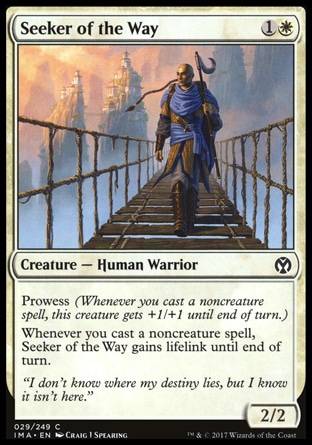 Seeker of the Way 1
Creature — Human Warrior
Prowess (Whenever you cast a noncreature
spell, this creature gets +1/+1 until end of turn.)
Whenever you cast a noncreature spell,
Seeker of the Way gains lifelink until end of
turn.
“I don’t know where my destiny lies, but I know
it isn’t here.”
2/2
029/249 C
IMA • EN Craig J Spearing ™ & © 2017 Wizards of the Coast